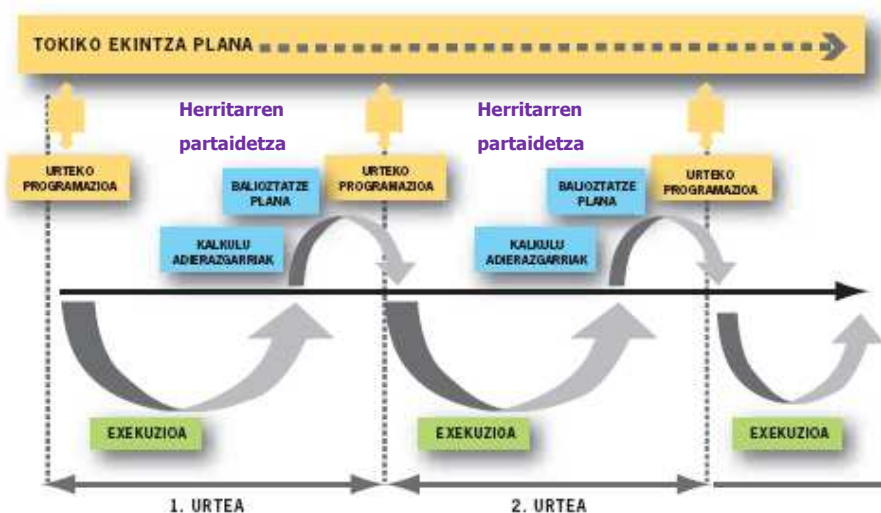 TOKIKO EKINTZA PLANA
Herritarren
partaidetza
Herritarren
partaidetza
URTEKO
PROGRAMAZIOA
BALIOZTATZE
PLANA
URTEKO
PROGRAMAZIOA
BALIOZTATZE
PLANA
URTEKO
PROGRAMAZIOA
KALKULU
ADIERAZGARRIAK
KALKULU
ADIERAZGARRIAK
EXEKUZIOA
EXEKUZIOA
EXEKUZIOA
1. URTEA
2. URTEA